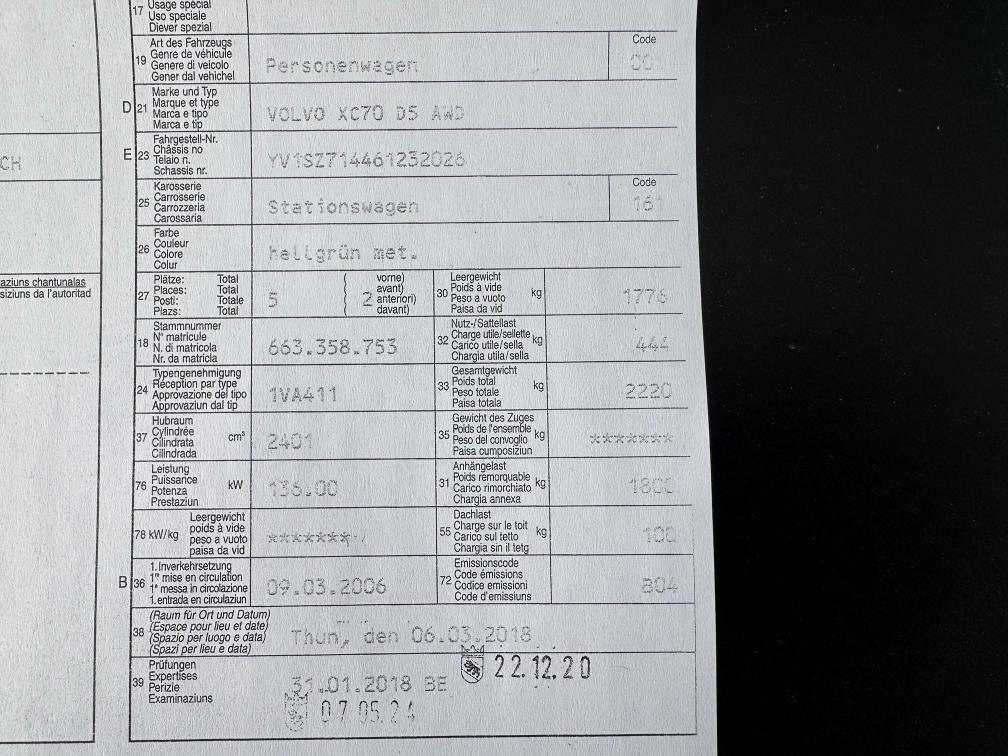 17 Usage spécial
Uso speciale
Diever spezial
19 Art des Fahrzeugs
Genre de véhicule
Genere di veicolo
Gener dal vehichel
Personenwagen
Code
D 21 Marke und Typ
Marque et type
Marca e tipo
Marca e tip
VOLVO XC70 D5 AWD
E 23 Fahrgestell-Nr.
Châssis no
Telaio n.
Schassis nr.
YV1SZ714461232026
CH
25 Karosserie
Carrosserie
Carrozzeria
Carossaria
Stationswagen
Code
161
26 Farbe
Couleur
Colore
Colur
hellgrün met.
aziuns chantunalas
siziuns da l'autoritad
27 Plätze: Total
Places: Total
Posti: Totale
Plazs: Total
5
( vorne)
avant)
2 anteriori)
davant)
30 Leergewicht
Poids à vide
Peso a vuoto
Paisa da vid
kg
1776
18 Stammnummer
N° matricule
N. di matricola
Nr. da matricla
663.358.753
32 Nutz-/Sattellast
Charge utile/sellette
Carico utile/sella
Chargia utila/sella
kg
444
24 Typengenehmigung
Réception par type
Approvazione del tipo
Approvaziun dal tip
1VA411
33 Gesamtgewicht
Poids total
Peso totale
Paisa totala
kg
2220
37 Hubraum
Cylindrée
Cilindrata
Cilindrada
cm³
2401
35 Gewicht des Zuges
Poids de l'ensemble
Peso del convoglio
Paisa cumposiziun
kg
*******
76 Leistung
Puissance
Potenza
Prestaziun
kW
136.00
31 Anhängelast
Poids remorquable
Carico rimorchiato
Chargia annexa
kg
1800
78 kW/kg Leergewicht
poids à vide
peso a vuoto
paisa da vid
*******
55 Dachlast
Charge sur le toit
Carico sul tetto
Chargia sin il tetg
kg
100
B 36 1. Inverkehrsetzung
1re mise en circulation
1a messa in circolazione
1. entrada en circulaziun
09.03.2006
72 Emissionscode
Code émissions
Codice emissioni
Code d'emissiuns
B04
38 (Raum für Ort und Datum)
(Espace pour lieu et date)
(Spazio per luogo e data)
(Spazi per lieu e data)
Thun, den 06.03.2018
39 Prüfungen
Expertises
Perizie
Examinaziuns
31.01.2018 BE
22.12.20
07 05.24